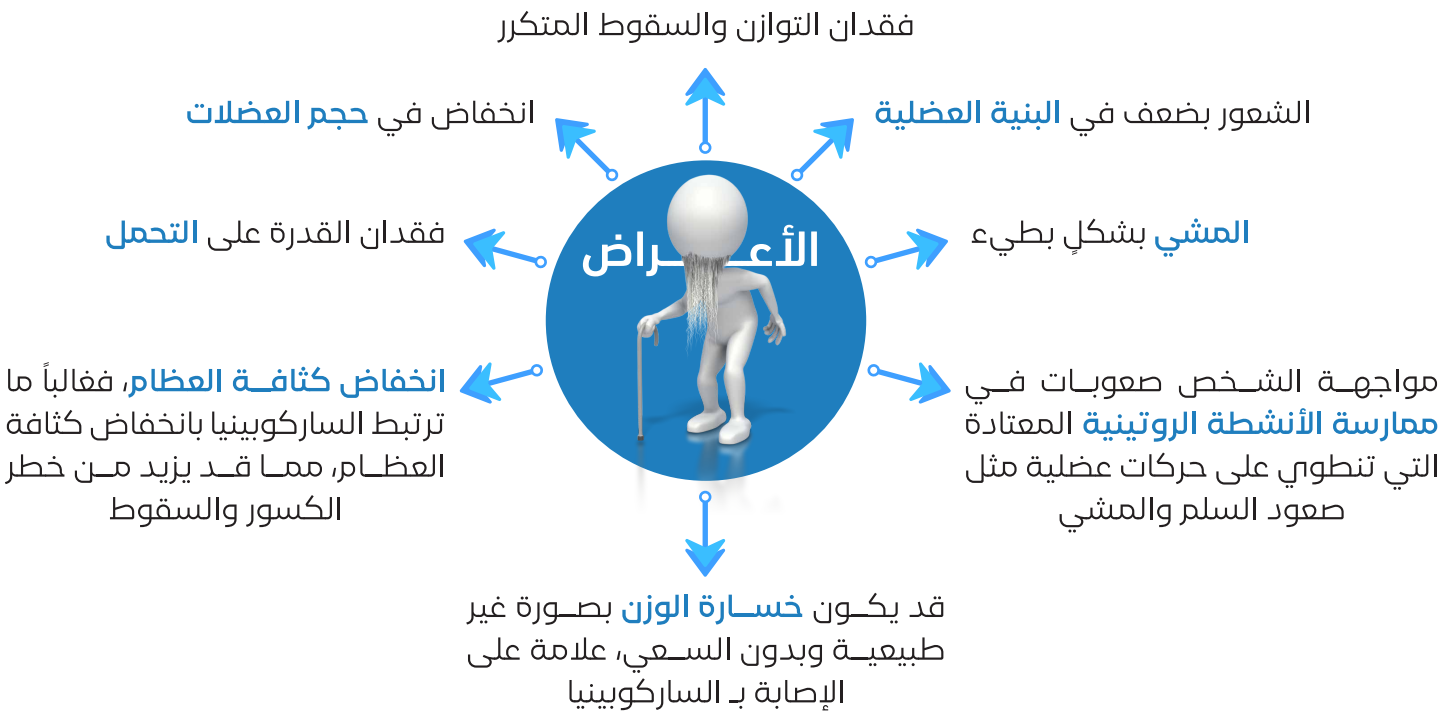 فقدان التوازن والسقوط المتكرر
الشعور بضعف في البنية العضلية
انخفاض في حجم العضلات
المشي بشكلٍ بطيء
الأعـــراض
فقدان القدرة على التحمل
مواجهـة الشـخص صعوبـات فـي
ممارسة الأنشطة الروتينية المعتادة
التي تنطوي على حركات عضلية مثل
صعود السلم والمشي
انخفاض كثافـة العظام، فغالباً ما
ترتبط الساركوبينيا بانخفاض كثافة
العظـام، ممـا قـد يزيد مـن خطر
الكسور والسقوط
قد يكـون خسـارة الوزن بصـورة غير
طبيعيـة وبدون السـعي، علامة على
الإصابة بـ الساركوبينيا